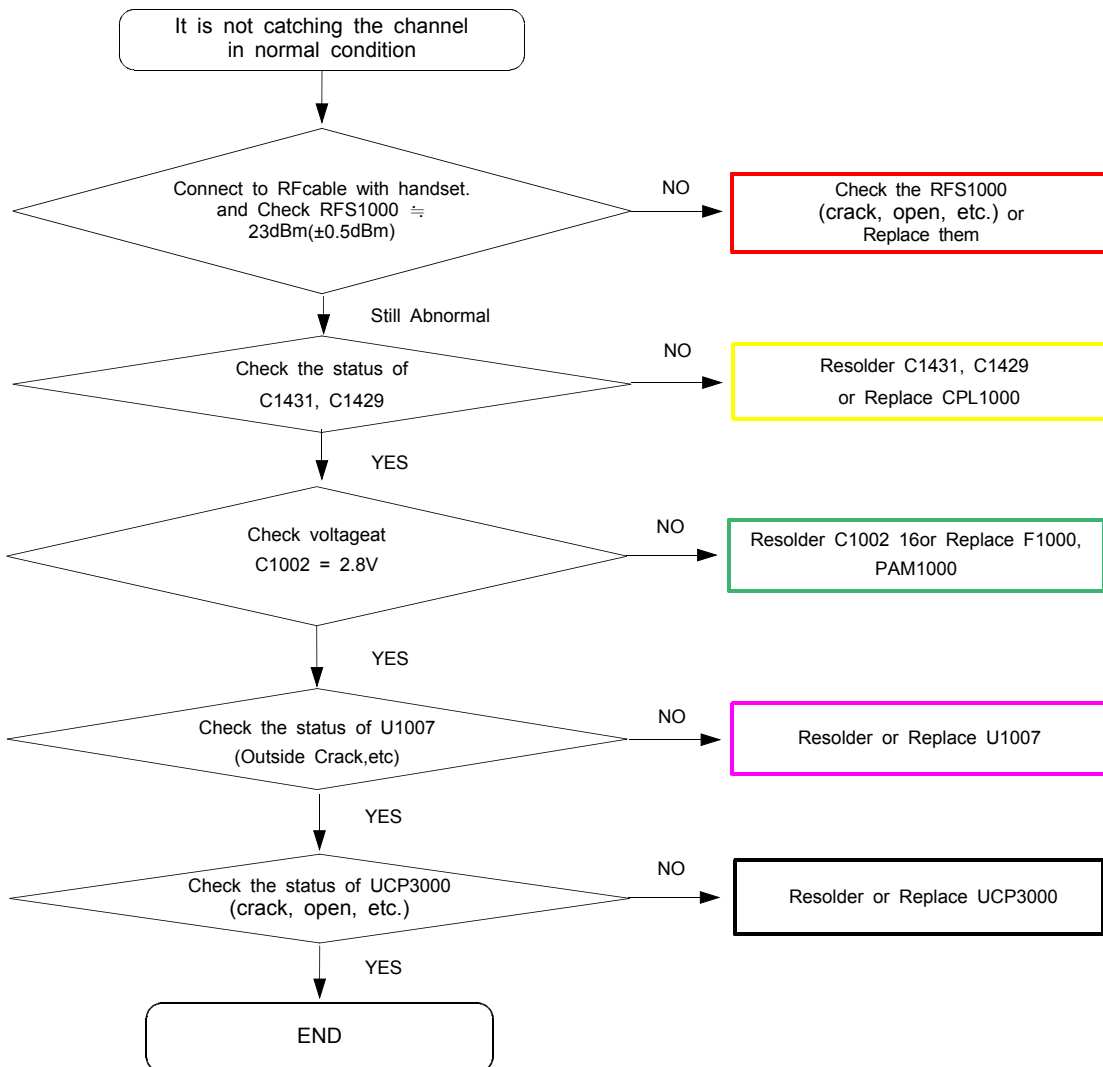 It is not catching the channel
in normal condition
Connect to RFcable with handset.
and Check RFS1000 ≒
23dBm(±0.5dBm)
NO
Check the RFS1000
(crack, open, etc.) or
Replace them
Still Abnormal
Check the status of
C1431, C1429
NO
Resolder C1431, C1429
or Replace CPL1000
YES
Check voltageat
C1002 = 2.8V
NO
Resolder C1002 16or Replace F1000,
PAM1000
YES
Check the status of U1007
(Outside Crack,etc)
NO
Resolder or Replace U1007
YES
Check the status of UCP3000
(crack, open, etc.)
NO
Resolder or Replace UCP3000
YES
END